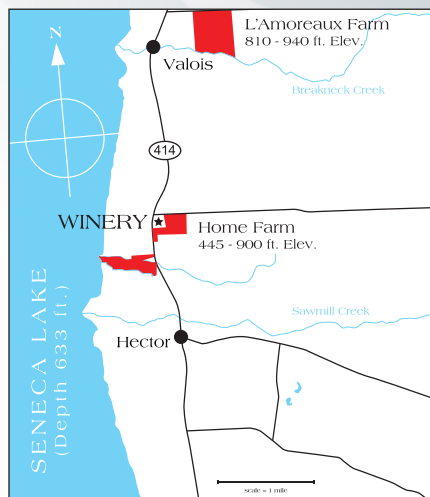 L'Amoreaux Farm
810 - 940 ft. Elev.
N
Valois
Breakneck Creek
414
WINERY
Home Farm
445 - 900 ft. Elev.
SENECA LAKE
(Depth 633 ft.)
Sawmill Creek
Hector
scale = 1 mile